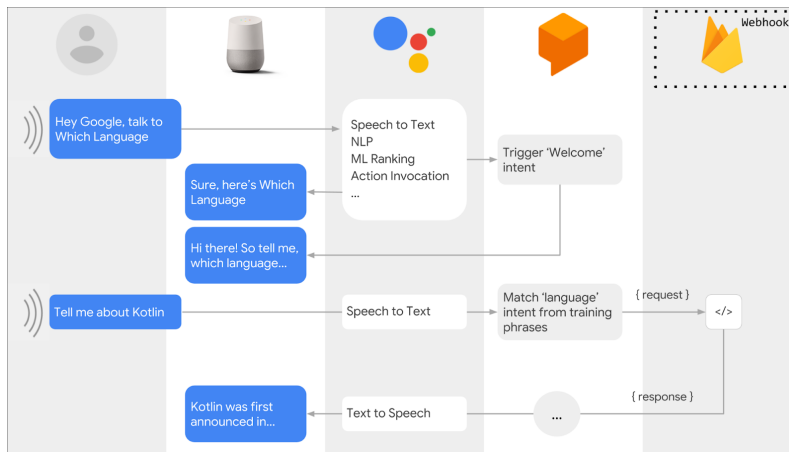 Webhook
Hey Google, talk to
Which Language
Speech to Text
NLP
ML Ranking
Action Invocation
...
Trigger ‘Welcome’
intent
Sure, here’s Which
Language
Hi there! So tell me,
which language...
Tell me about Kotlin
Speech to Text
Match ‘language’
intent from training
phrases
{ request }
</>
Kotlin was first
announced in...
Text to Speech
...
{ response }